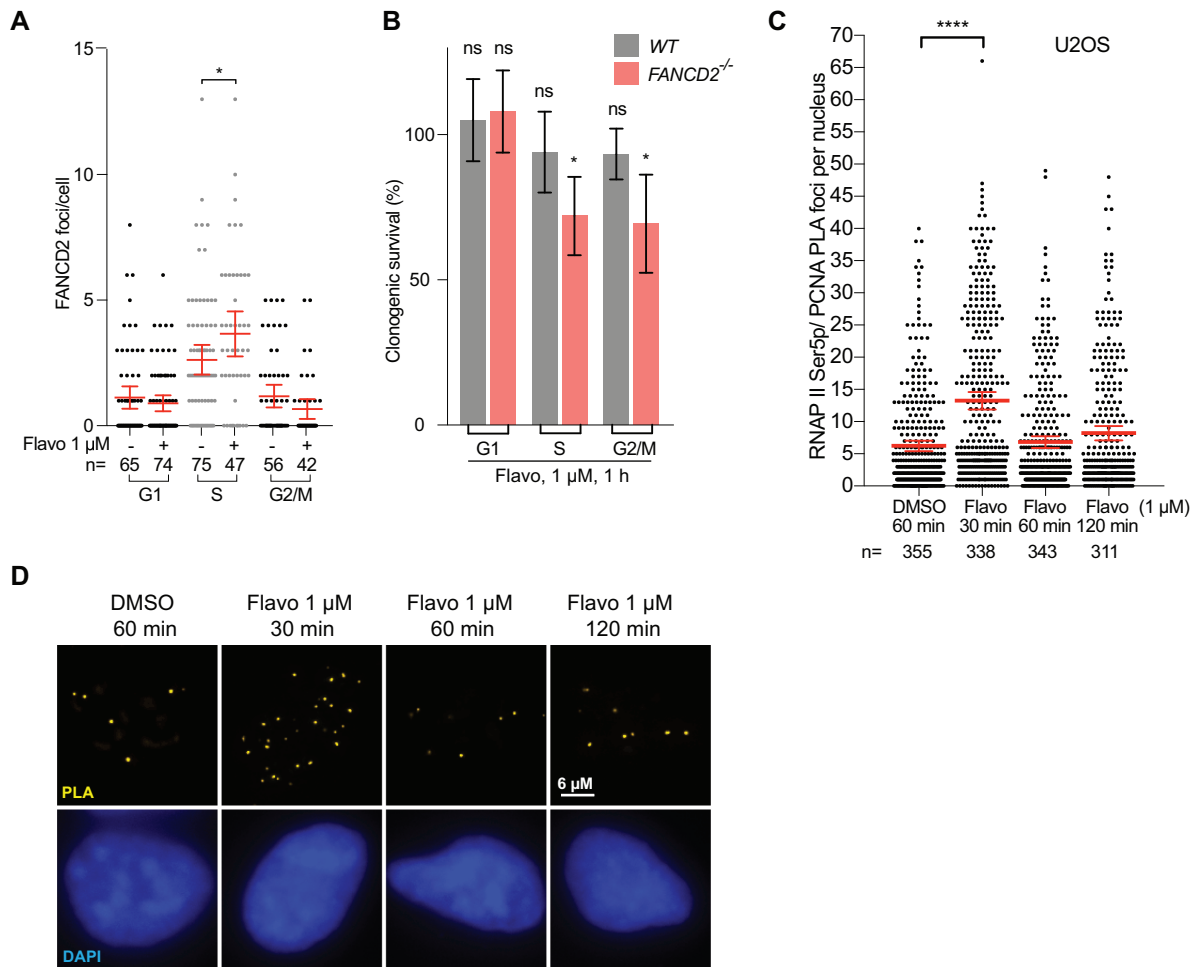 A
FANCD2 foci/cell
15
10
5
0
*
Flavo 1 µM - + - + - +
n= 65 74 75 47 56 42
G1 S G2/M
B
Clonogenic survival (%)
100
50
0
WT
FANCD2-/-
ns ns
ns *
ns *
G1 S G2/M
Flavo, 1 µM, 1 h
C
RNAP II Ser5p/ PCNA PLA foci per nucleus
70
65
60
55
50
45
40
35
30
25
20
15
10
5
0
****
U2OS
DMSO Flavo Flavo Flavo (1 µM)
60 min 30 min 60 min 120 min
n= 355 338 343 311
D
DMSO Flavo 1 µM Flavo 1 µM Flavo 1 µM
60 min 30 min 60 min 120 min
PLA
6 µM
DAPI